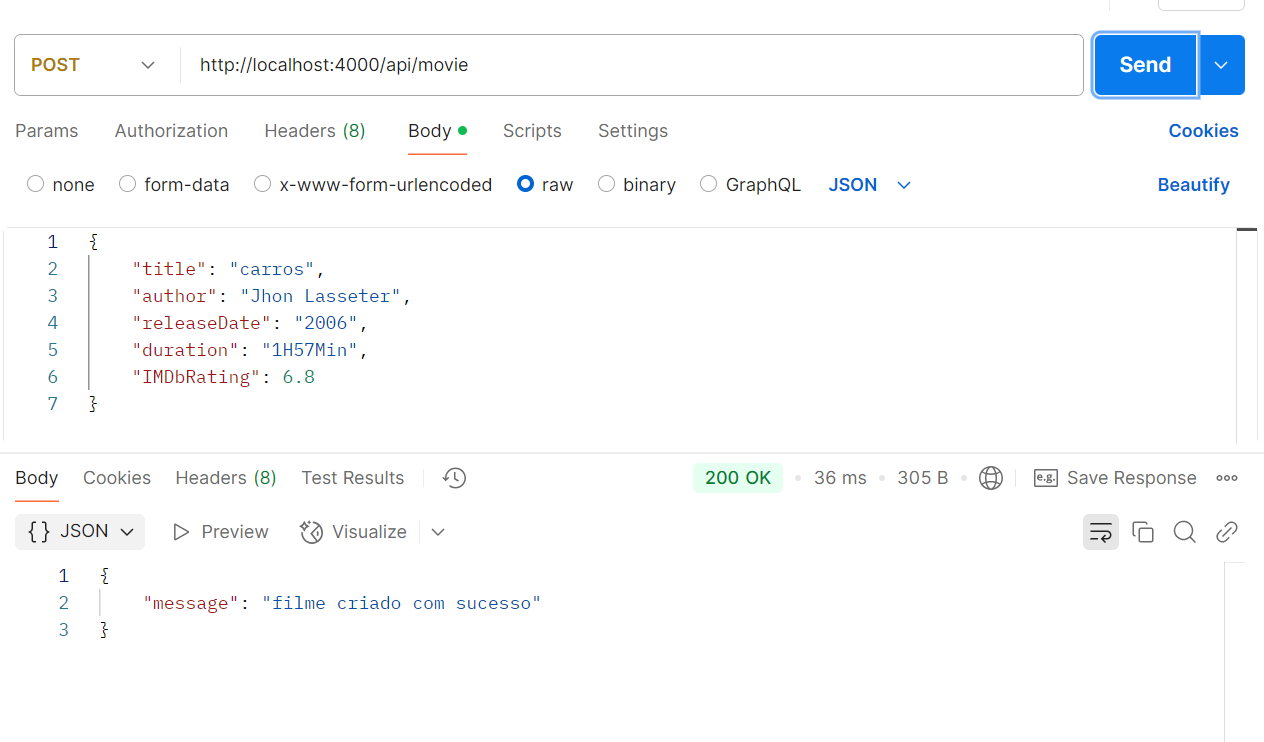 POST http://localhost:4000/api/movie Send
Params Authorization Headers (8) Body Scripts Settings Cookies
none form-data x-www-form-urlencoded raw binary GraphQL JSON Beautify
1 {
2 "title": "carros",
3 "author": "Jhon Lasseter",
4 "releaseDate": "2006",
5 "duration": "1H57Min",
6 "IMDbRating": 6.8
7 }
Body Cookies Headers (8) Test Results 200 OK 36 ms 305 B e.g. Save Response
{} JSON Preview Visualize
1 {
2 "message": "filme criado com sucesso"
3 }